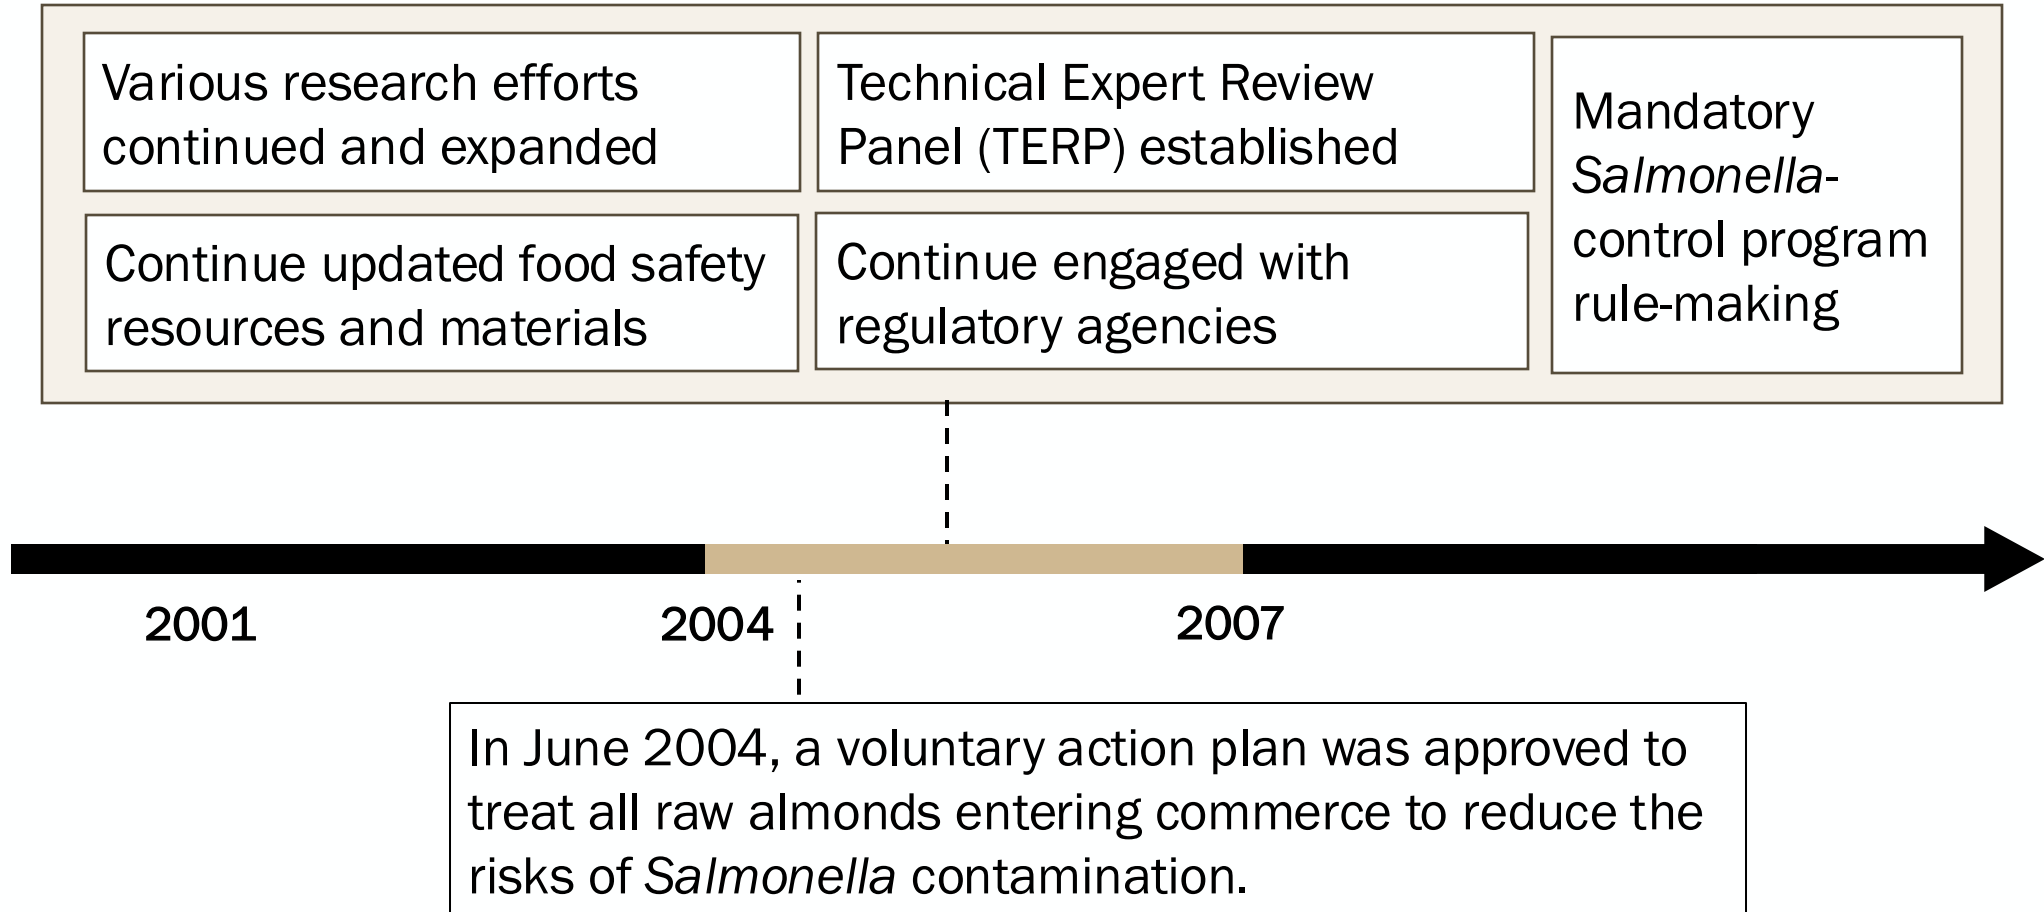 Various research efforts
continued and expanded
Technical Expert Review
Panel (TERP) established
Continue updated food safety
resources and materials
Continue engaged with
regulatory agencies
Mandatory
Salmonella-
control program
rule-making
2001
2004
2007
In June 2004, a voluntary action plan was approved to
treat all raw almonds entering commerce to reduce the
risks of Salmonella contamination.